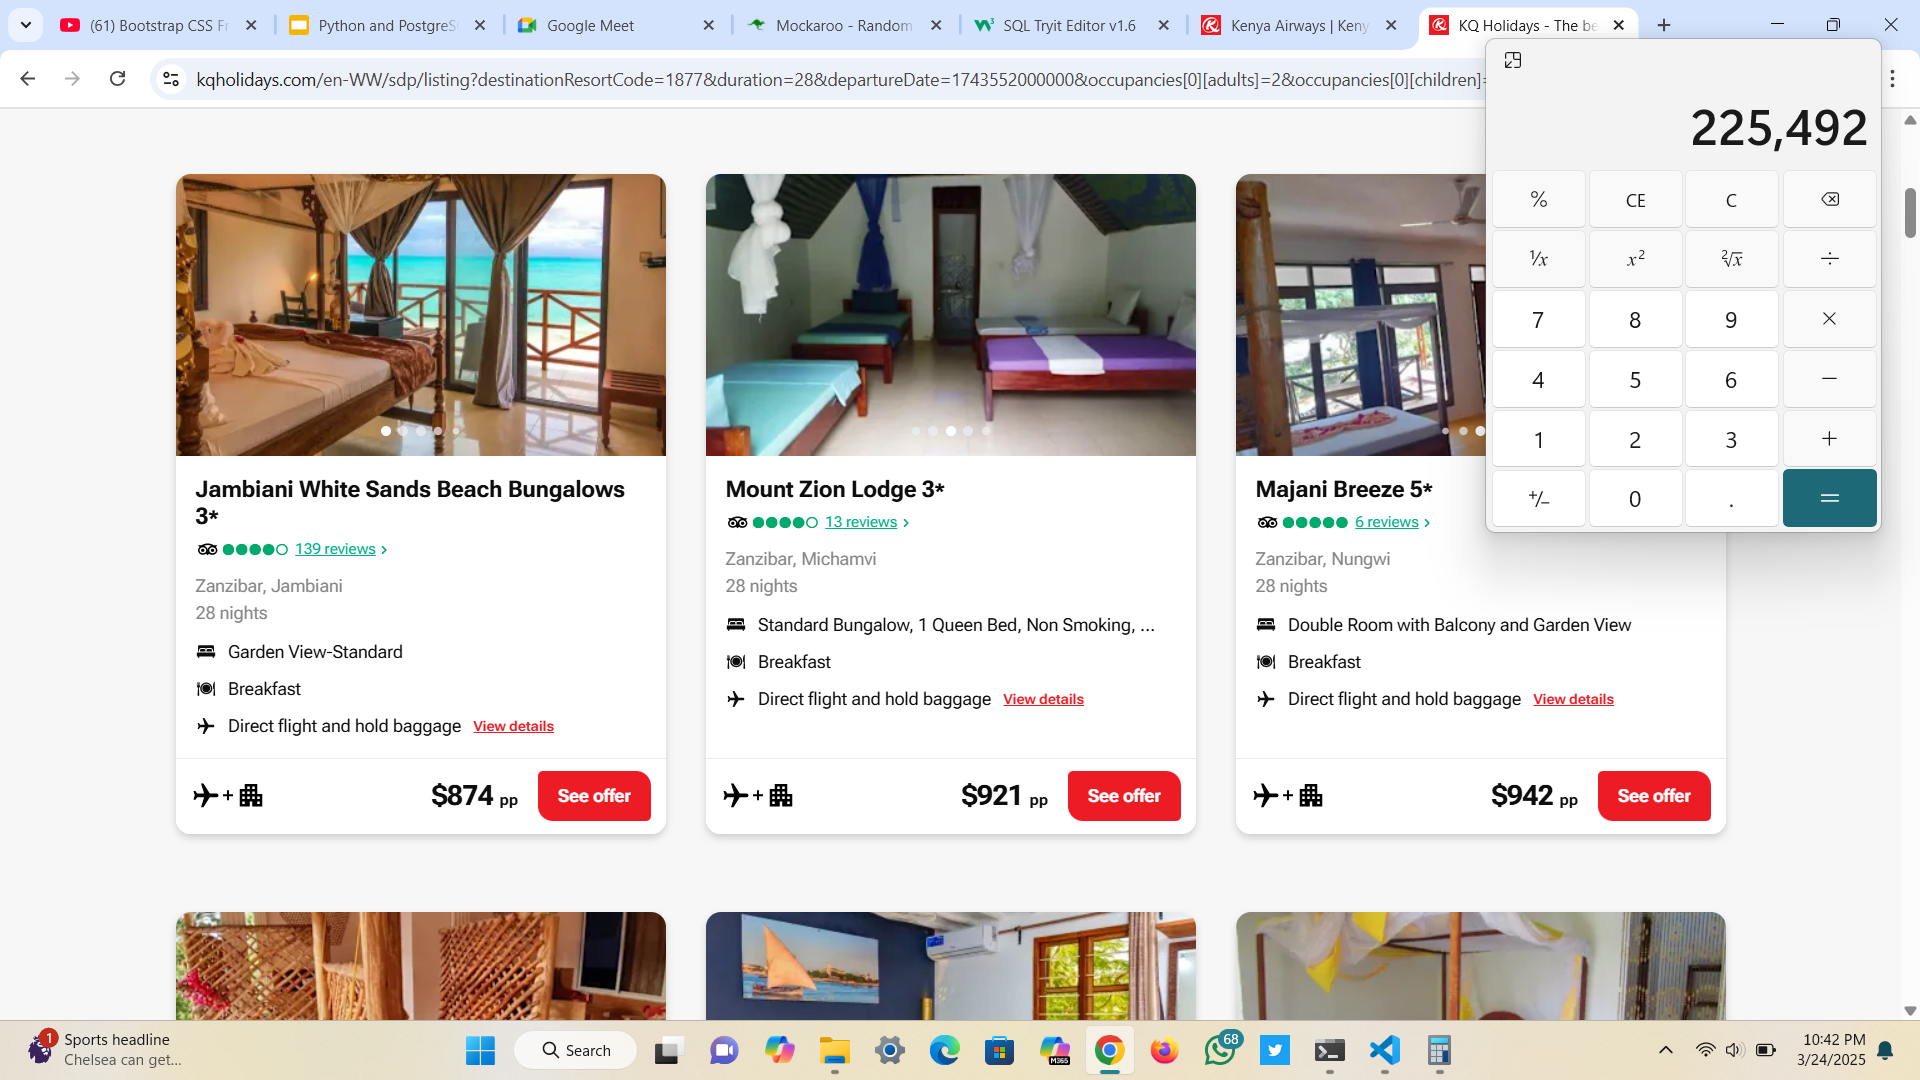 (61) Bootstrap CSS Fr
Python and PostgreS
Google Meet
Mockaroo - Random
SQL Tryit Editor v1.6
Kenya Airways | Keny
KQ Holidays - The be
kqholidays.com/en-WW/sdp/listing?destinationResortCode=1877&duration=28&departureDate=1743552000000&occupancies[0][adults]=2&occupancies[0][children]=
225,492
% CE C
⅟x x² ²√x ÷
7 8 9 ×
4 5 6 −
1 2 3 +
+/− 0 . =
Jambiani White Sands Beach Bungalows
3*
139 reviews >
Zanzibar, Jambiani
28 nights
Garden View-Standard
Breakfast
Direct flight and hold baggage View details
+ $874 pp See offer
Mount Zion Lodge 3*
13 reviews >
Zanzibar, Michamvi
28 nights
Standard Bungalow, 1 Queen Bed, Non Smoking, ...
Breakfast
Direct flight and hold baggage View details
+ $921 pp See offer
Majani Breeze 5*
6 reviews >
Zanzibar, Nungwi
28 nights
Double Room with Balcony and Garden View
Breakfast
Direct flight and hold baggage View details
+ $942 pp See offer
1
Sports headline
Chelsea can get...
Search
M365
68
10:42 PM
3/24/2025